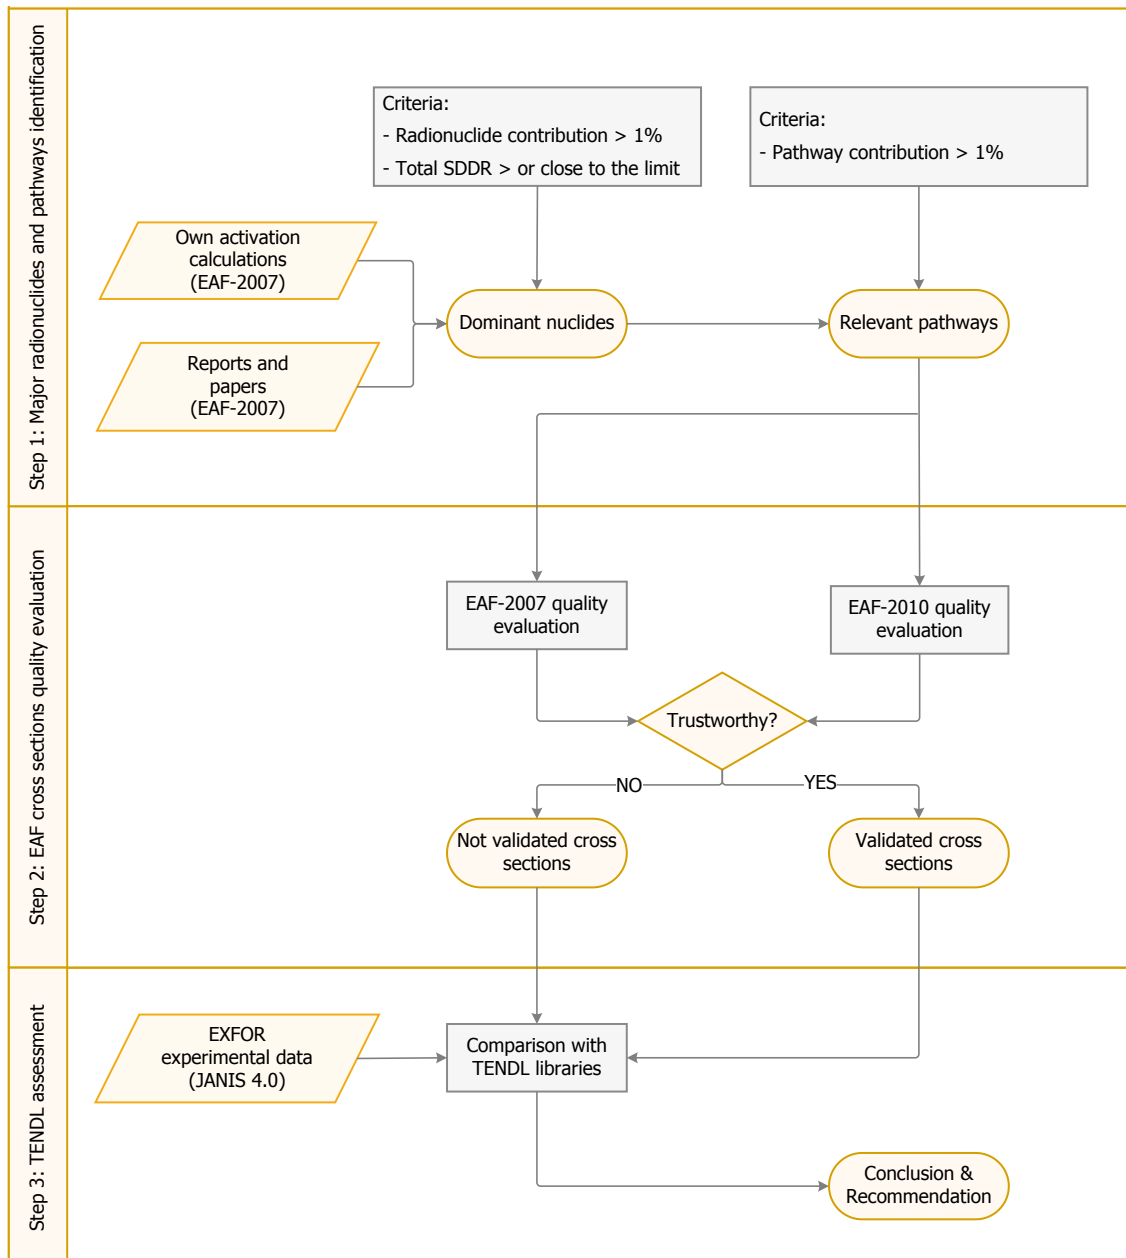 Step 1: Major radionuclides and pathways identification
Criteria:
- Radionuclide contribution > 1%
- Total SDDR > or close to the limit
Criteria:
- Pathway contribution > 1%
Own activation
calculations
(EAF-2007)
Dominant nuclides
Relevant pathways
Reports and
papers
(EAF-2007)
Step 2: EAF cross sections quality evaluation
EAF-2007 quality
evaluation
EAF-2010 quality
evaluation
Trustworthy?
NO
YES
Not validated cross
sections
Validated cross
sections
Step 3: TENDL assessment
EXFOR
experimental data
(JANIS 4.0)
Comparison with
TENDL libraries
Conclusion &
Recommendation